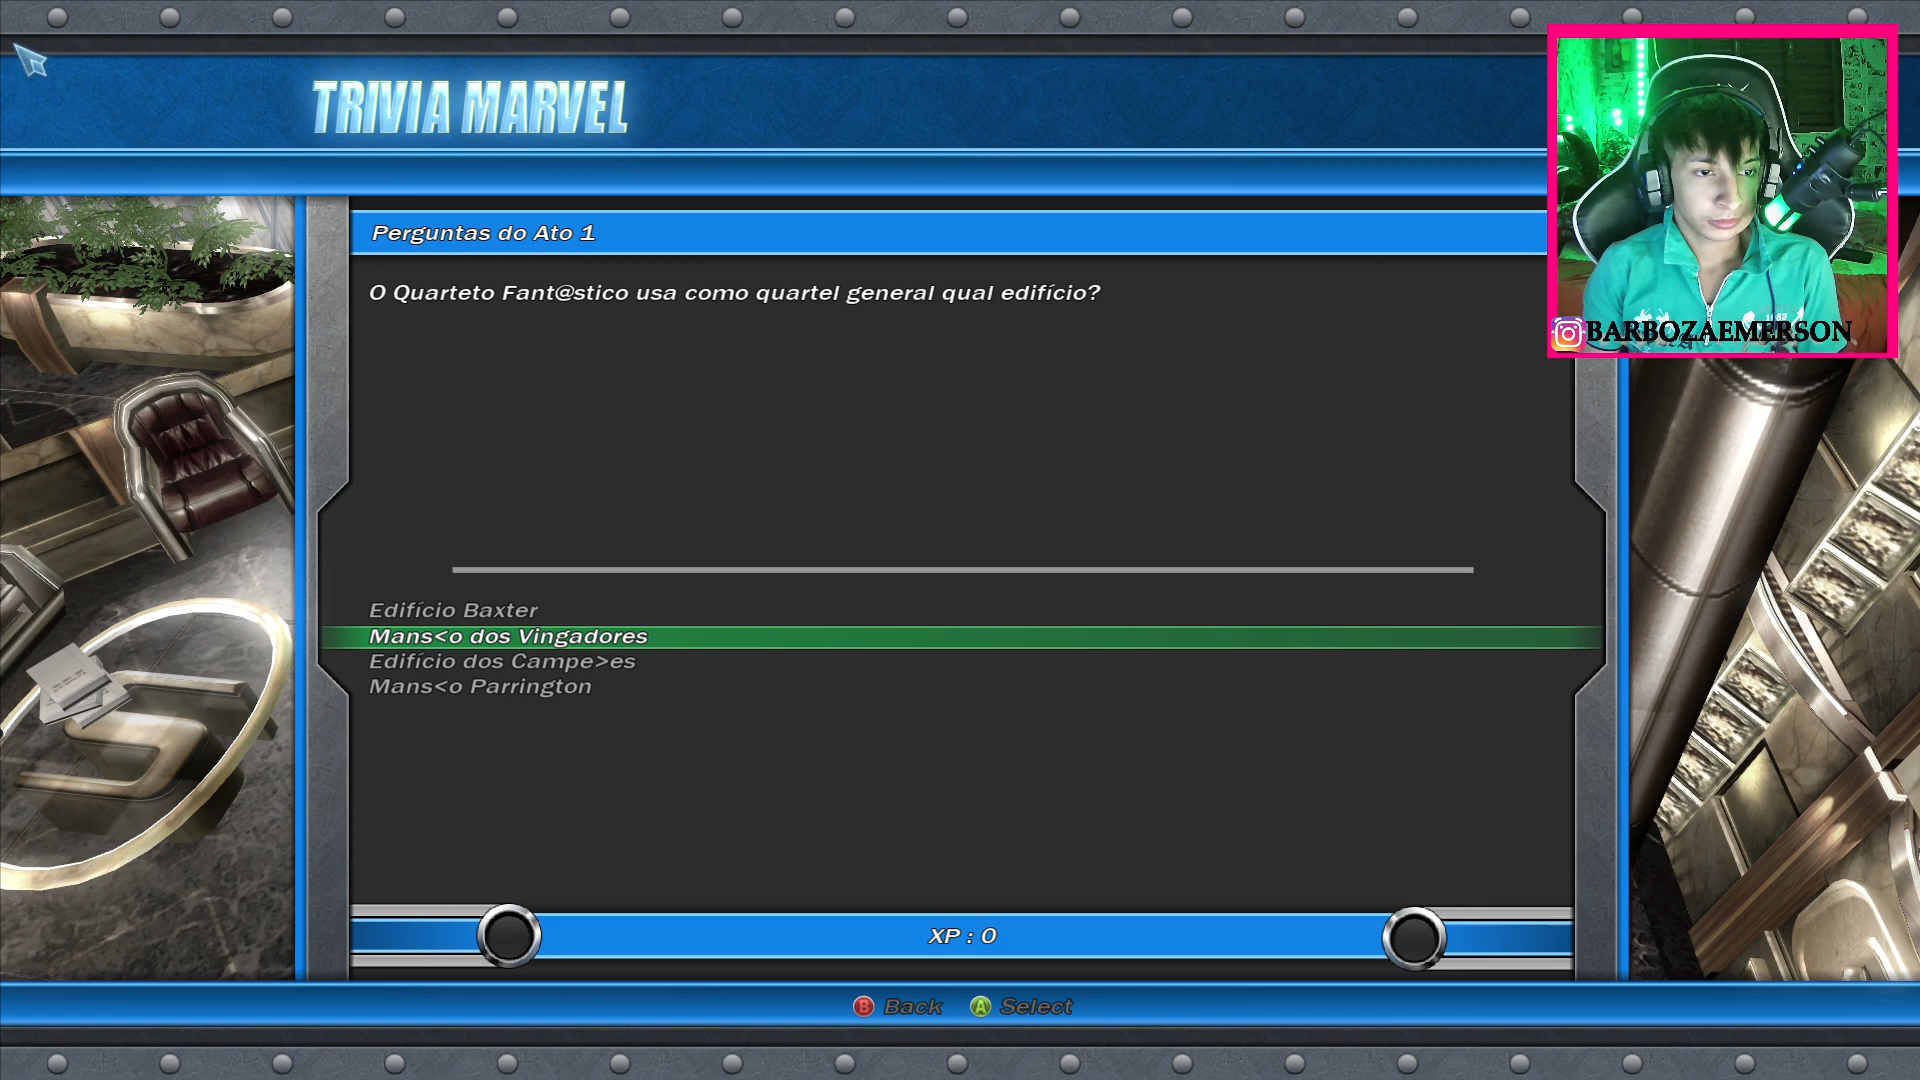 TRIVIA MARVEL
Perguntas do Ato 1
O Quarteto Fant@stico usa como quartel general qual edifício?
BARBOZAEMERSON
Edifício Baxter
Mans<o dos Vingadores
Edifício dos Campe>es
Mans<o Parrington
XP : 0
B Back A Select